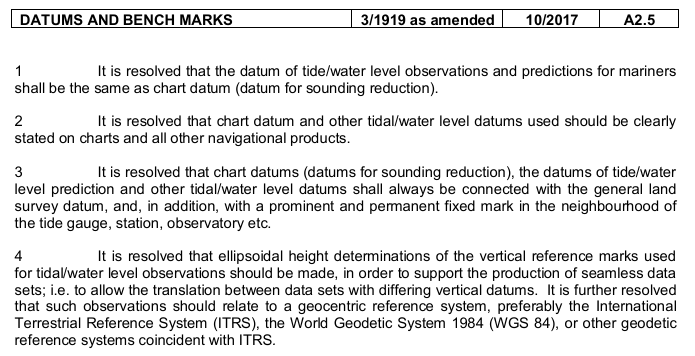 DATUMS AND BENCH MARKS 3/1919 as amended 10/2017 A2.5
1 It is resolved that the datum of tide/water level observations and predictions for mariners
shall be the same as chart datum (datum for sounding reduction).
2 It is resolved that chart datum and other tidal/water level datums used should be clearly
stated on charts and all other navigational products.
3 It is resolved that chart datums (datums for sounding reduction), the datums of tide/water
level prediction and other tidal/water level datums shall always be connected with the general land
survey datum, and, in addition, with a prominent and permanent fixed mark in the neighbourhood of
the tide gauge, station, observatory etc.
4 It is resolved that ellipsoidal height determinations of the vertical reference marks used
for tidal/water level observations should be made, in order to support the production of seamless data
sets; i.e. to allow the translation between data sets with differing vertical datums. It is further resolved
that such observations should relate to a geocentric reference system, preferably the International
Terrestrial Reference System (ITRS), the World Geodetic System 1984 (WGS 84), or other geodetic
reference systems coincident with ITRS.